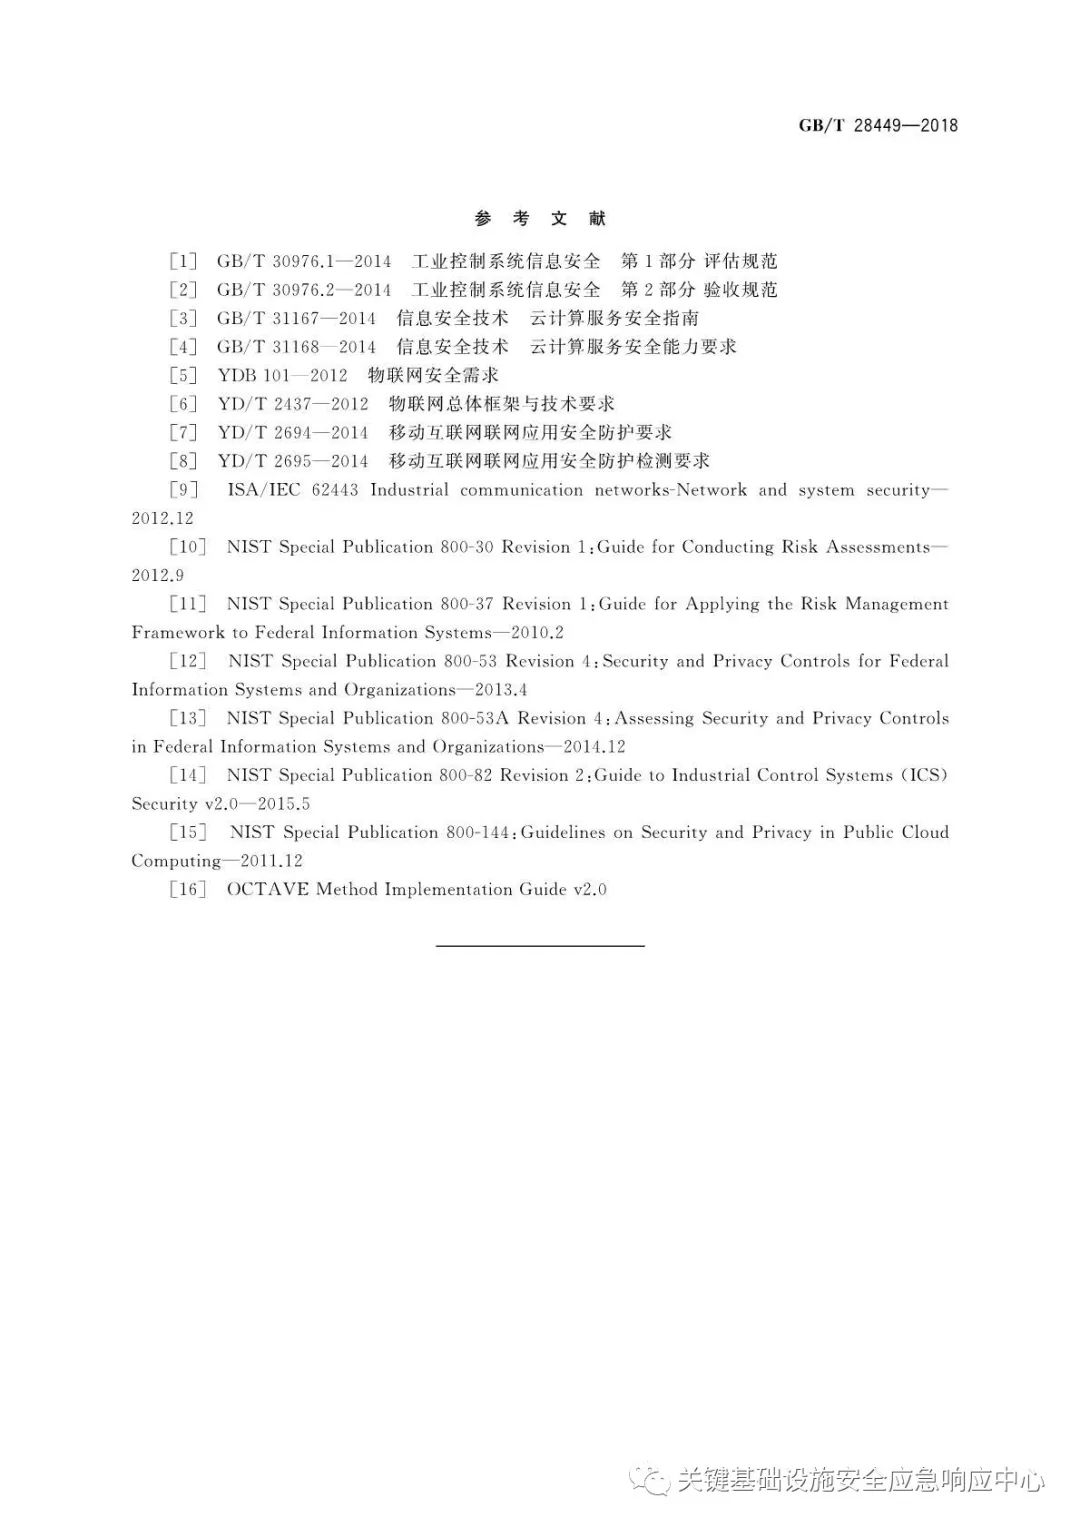 GB/T 28449—2018
参 考 文 献
[1] GB/T 30976.1—2014 工业控制系统信息安全 第1部分 评估规范
[2] GB/T 30976.2—2014 工业控制系统信息安全 第2部分 验收规范
[3] GB/T 31167—2014 信息安全技术 云计算服务安全指南
[4] GB/T 31168—2014 信息安全技术 云计算服务安全能力要求
[5] YDB 101—2012 物联网安全需求
[6] YD/T 2437—2012 物联网总体框架与技术要求
[7] YD/T 2694—2014 移动互联网联网应用安全防护要求
[8] YD/T 2695—2014 移动互联网联网应用安全防护检测要求
[9] ISA/IEC 62443 Industrial communication networks-Network and system security—
2012.12
[10] NIST Special Publication 800-30 Revision 1:Guide for Conducting Risk Assessments—
2012.9
[11] NIST Special Publication 800-37 Revision 1:Guide for Applying the Risk Management
Framework to Federal Information Systems—2010.2
[12] NIST Special Publication 800-53 Revision 4:Security and Privacy Controls for Federal
Information Systems and Organizations—2013.4
[13] NIST Special Publication 800-53A Revision 4:Assessing Security and Privacy Controls
in Federal Information Systems and Organizations—2014.12
[14] NIST Special Publication 800-82 Revision 2:Guide to Industrial Control Systems (ICS)
Security v2.0—2015.5
[15] NIST Special Publication 800-144:Guidelines on Security and Privacy in Public Cloud
Computing—2011.12
[16] OCTAVE Method Implementation Guide v2.0
关键基础设施安全应急响应中心